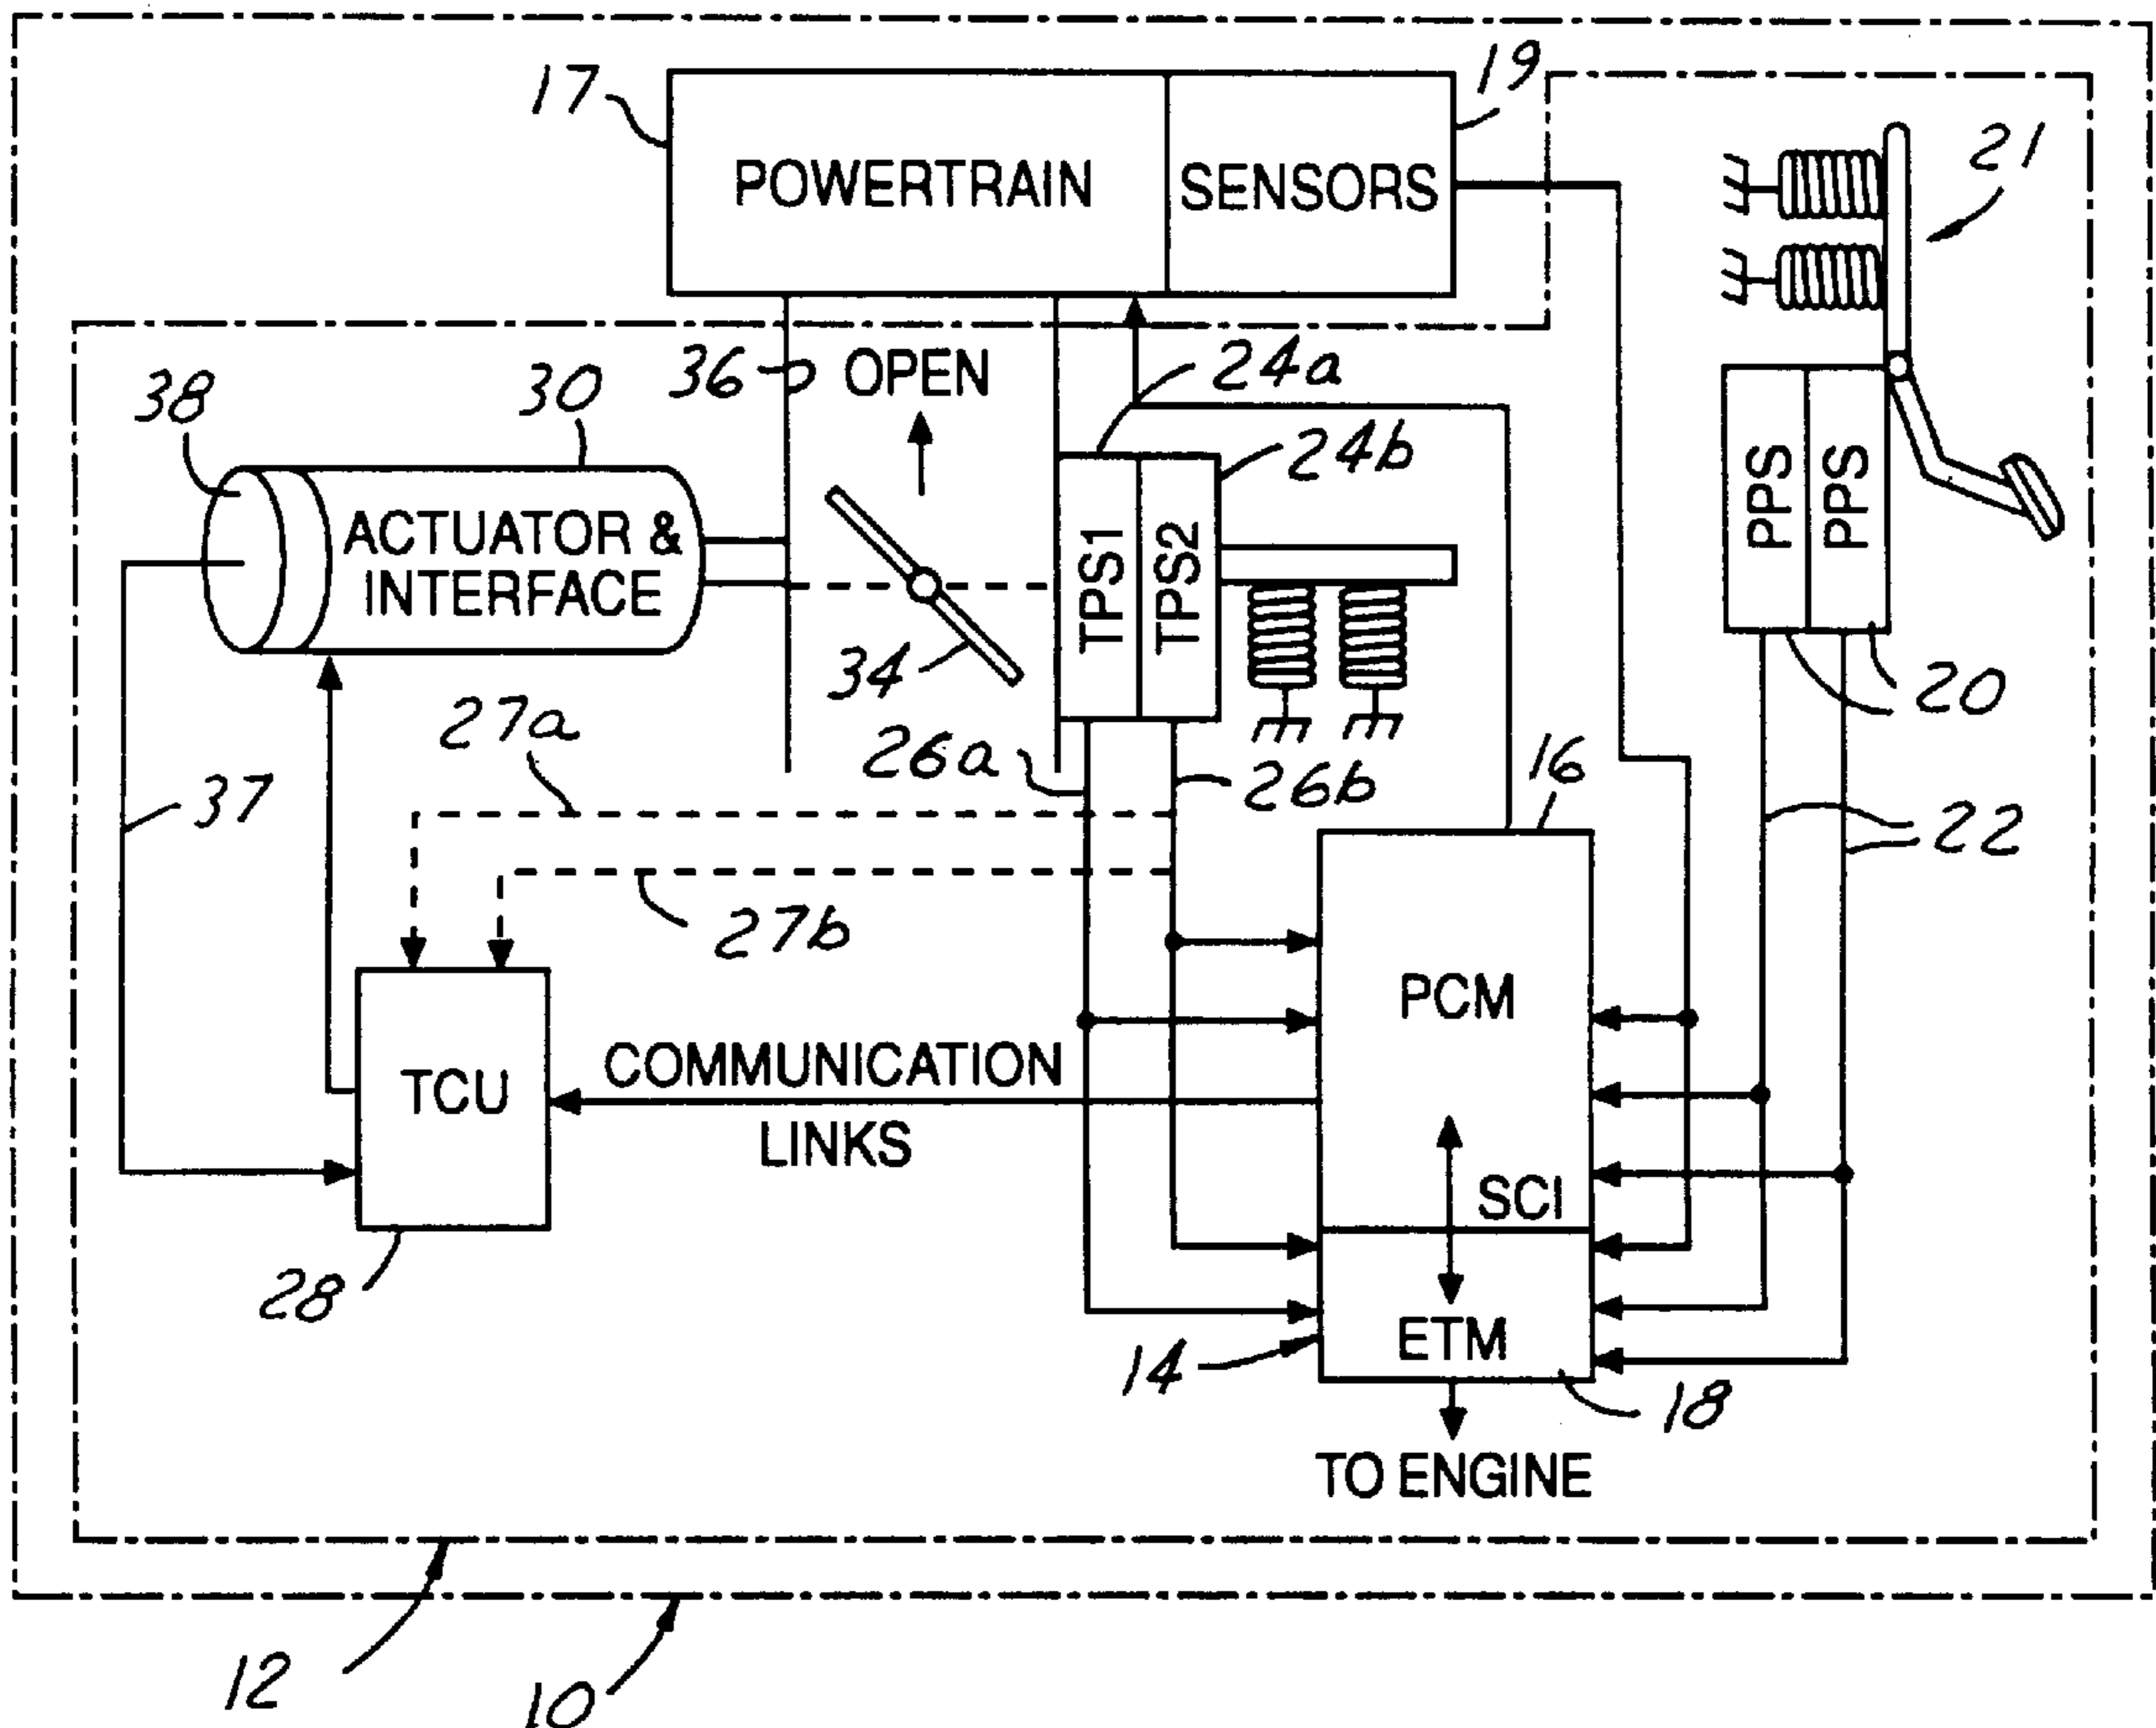 17
POWERTRAIN
SENSORS
19
21
36
OPEN
24a
38
30
24b
ACTUATOR &
INTERFACE
TPS1
TPS2
PPS
PPS
34
20
27a
26a
26b
16
37
22
27b
PCM
TCU
COMMUNICATION
LINKS
SCI
28
ETM
14
18
TO ENGINE
12
10